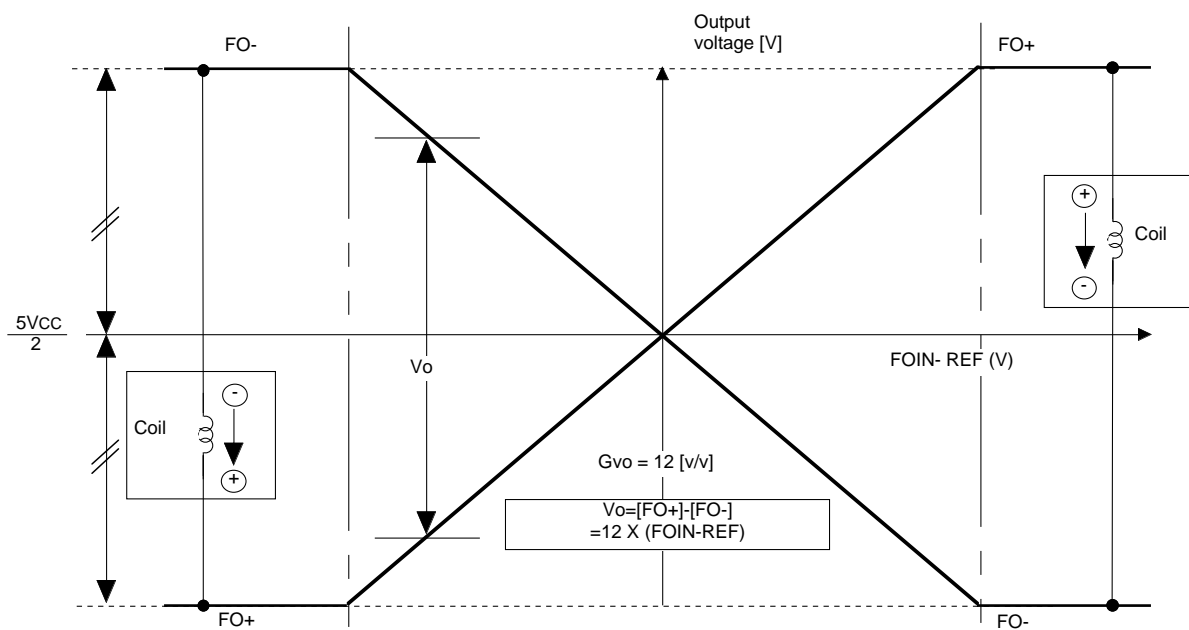 Output
voltage [V]
FO-
FO+
+
-
Coil
5VCC
2
FOIN- REF (V)
Vo
-
+
Coil
Gvo = 12 [v/v]
Vo=[FO+]-[FO-]
=12 X (FOIN-REF)
FO+
FO-